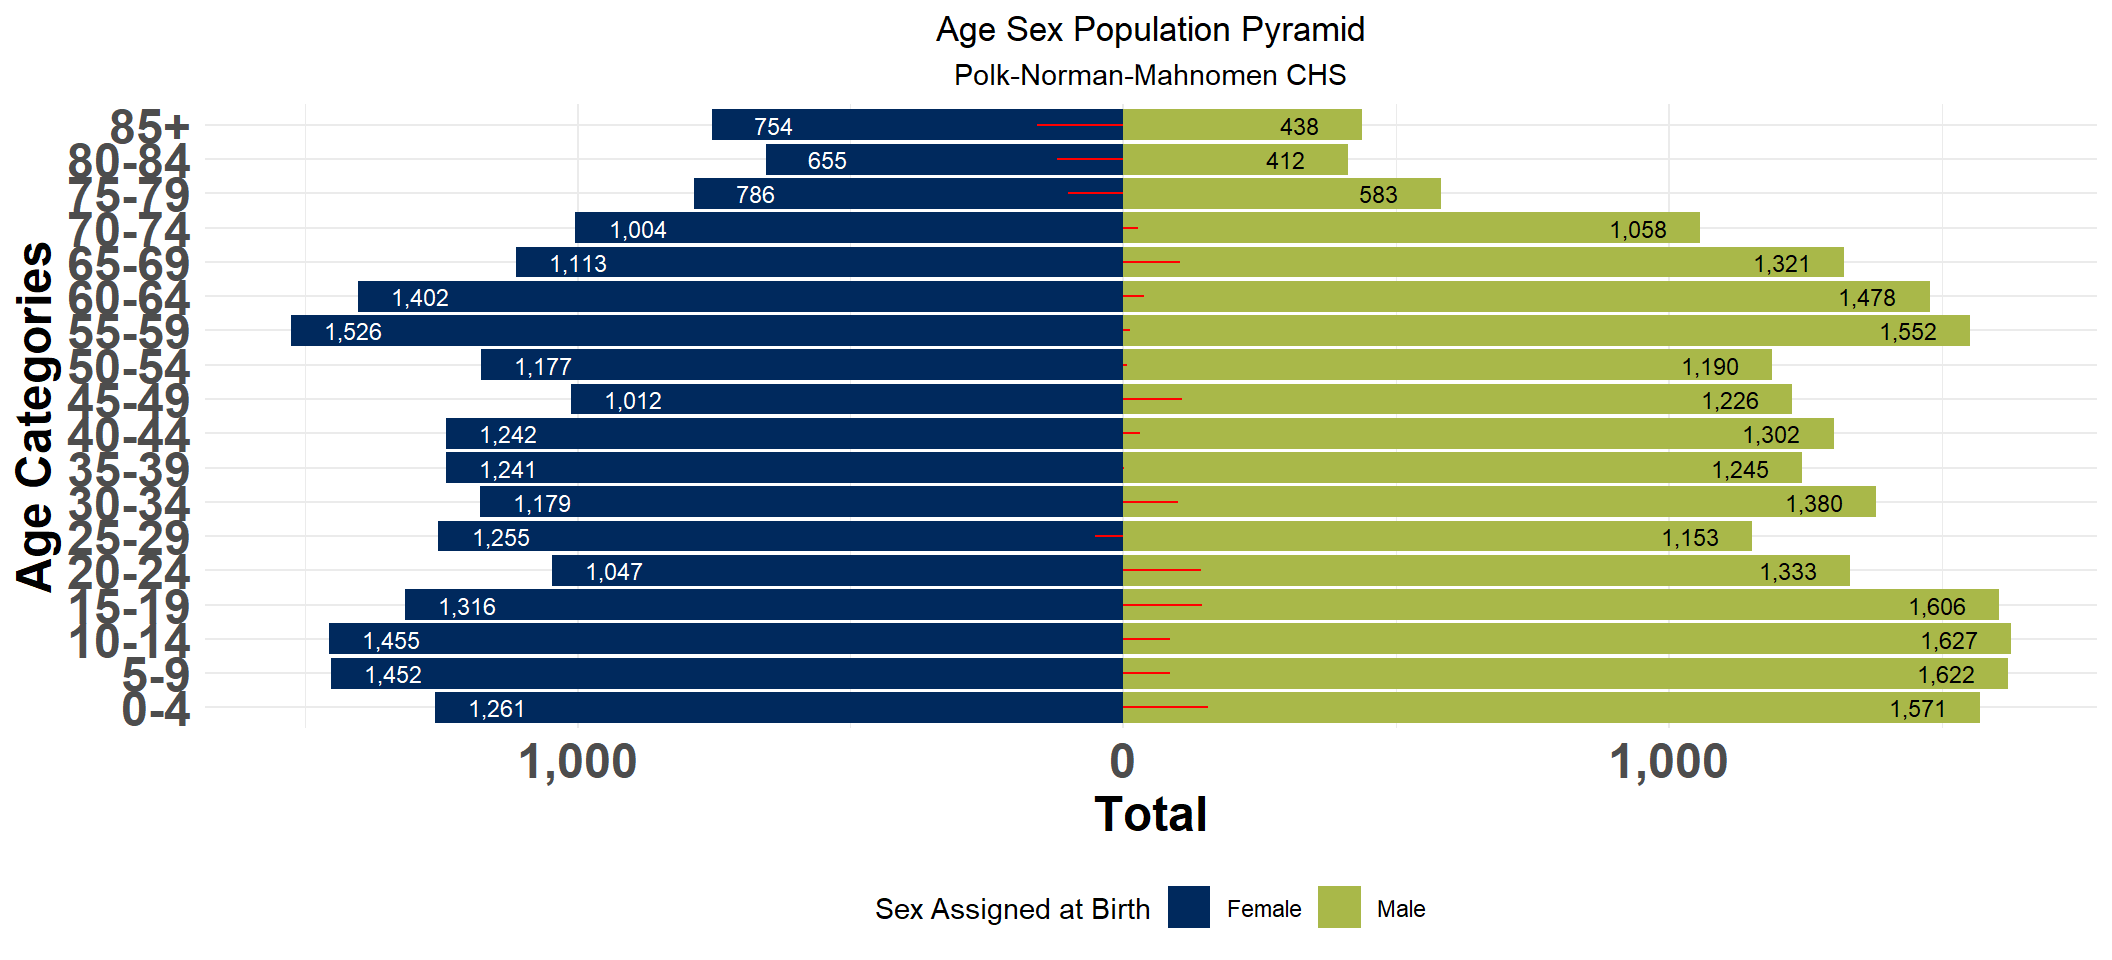 Age Sex Population Pyramid
Polk-Norman-Mahnomen CHS
Age Categories
85+ 754 438
80-84 655 412
75-79 786 583
70-74 1,004 1,058
65-69 1,113 1,321
60-64 1,402 1,478
55-59 1,526 1,552
50-54 1,177 1,190
45-49 1,012 1,226
40-44 1,242 1,302
35-39 1,241 1,245
30-34 1,179 1,380
25-29 1,255 1,153
20-24 1,047 1,333
15-19 1,316 1,606
10-14 1,455 1,627
5-9 1,452 1,622
0-4 1,261 1,571
1,000 0 1,000
Total
Sex Assigned at Birth Female Male